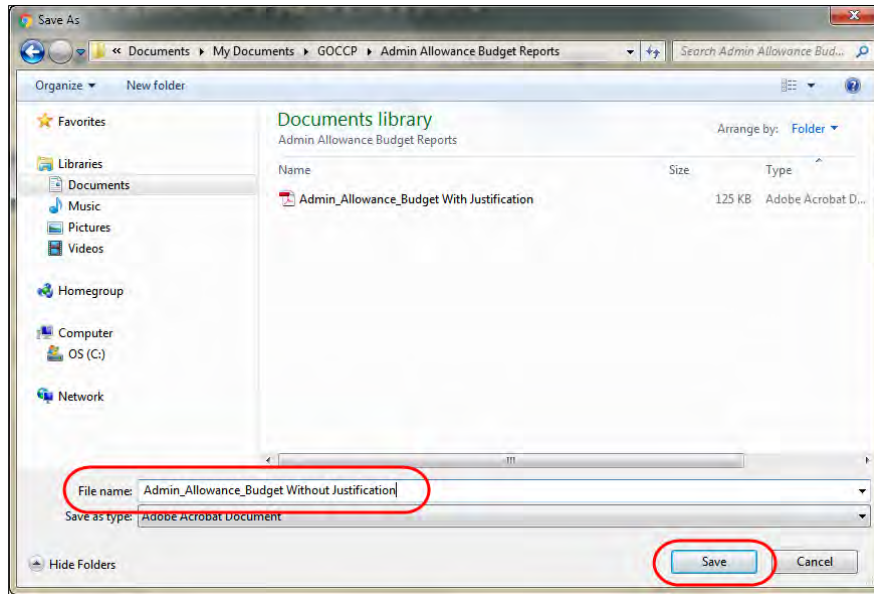 Save As
« Documents ▸ My Documents ▸ GOCCP ▸ Admin Allowance Budget Reports
Search Admin Allowance Bud...
Organize ▾ New folder
Favorites
Libraries
Documents
Music
Pictures
Videos
Homegroup
Computer
OS (C:)
Network
Documents library
Admin Allowance Budget Reports
Arrange by: Folder ▾
Name Size Type
Admin_Allowance_Budget With Justification 125 KB Adobe Acrobat D...
File name: Admin_Allowance_Budget Without Justification
Save as type: Adobe Acrobat Document
Hide Folders
Save
Cancel